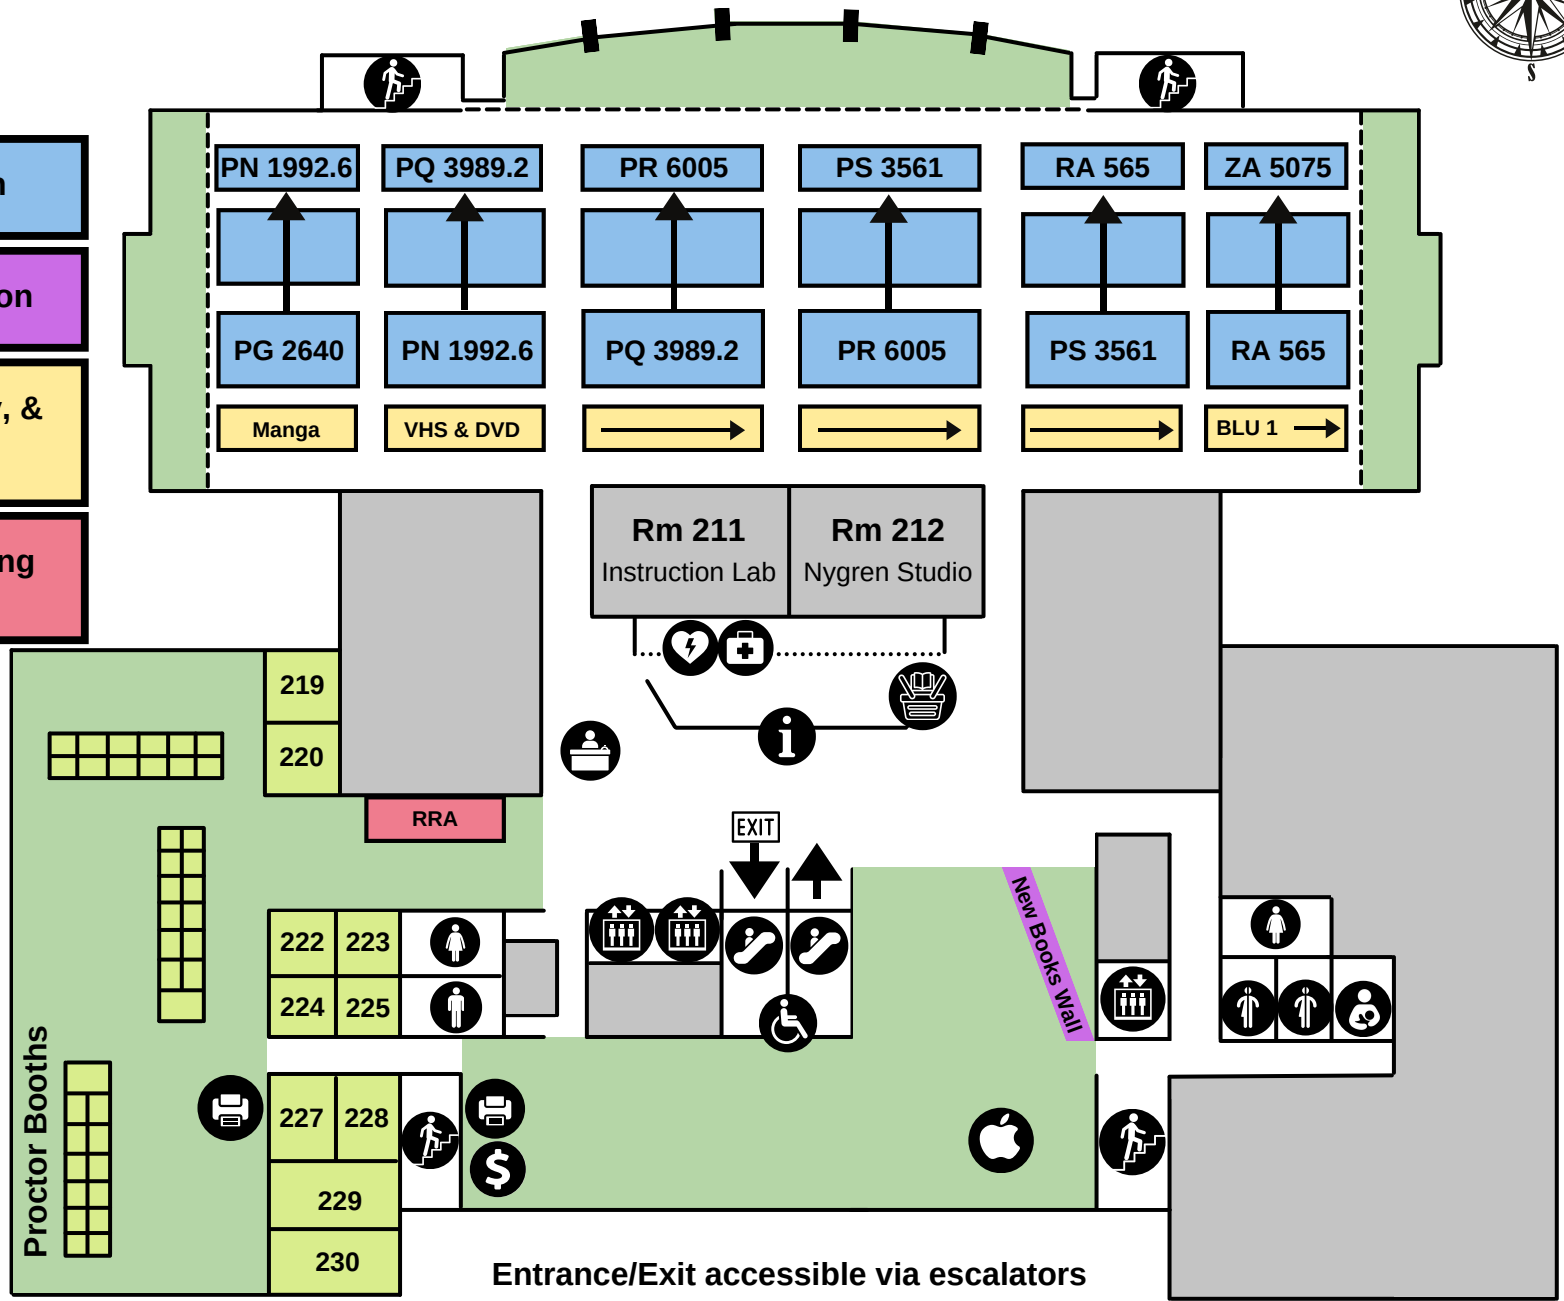 S
n
on
, &
ng
PN 1992.6
PQ 3989.2
PR 6005
PS 3561
RA 565
ZA 5075
PG 2640
PN 1992.6
PQ 3989.2
PR 6005
PS 3561
RA 565
Manga
VHS & DVD
BLU 1
Rm 211
Instruction Lab
Rm 212
Nygren Studio
219
220
RRA
EXIT
New Books Wall
222
223
224
225
Proctor Booths
227
228
229
230
$
Entrance/Exit accessible via escalators